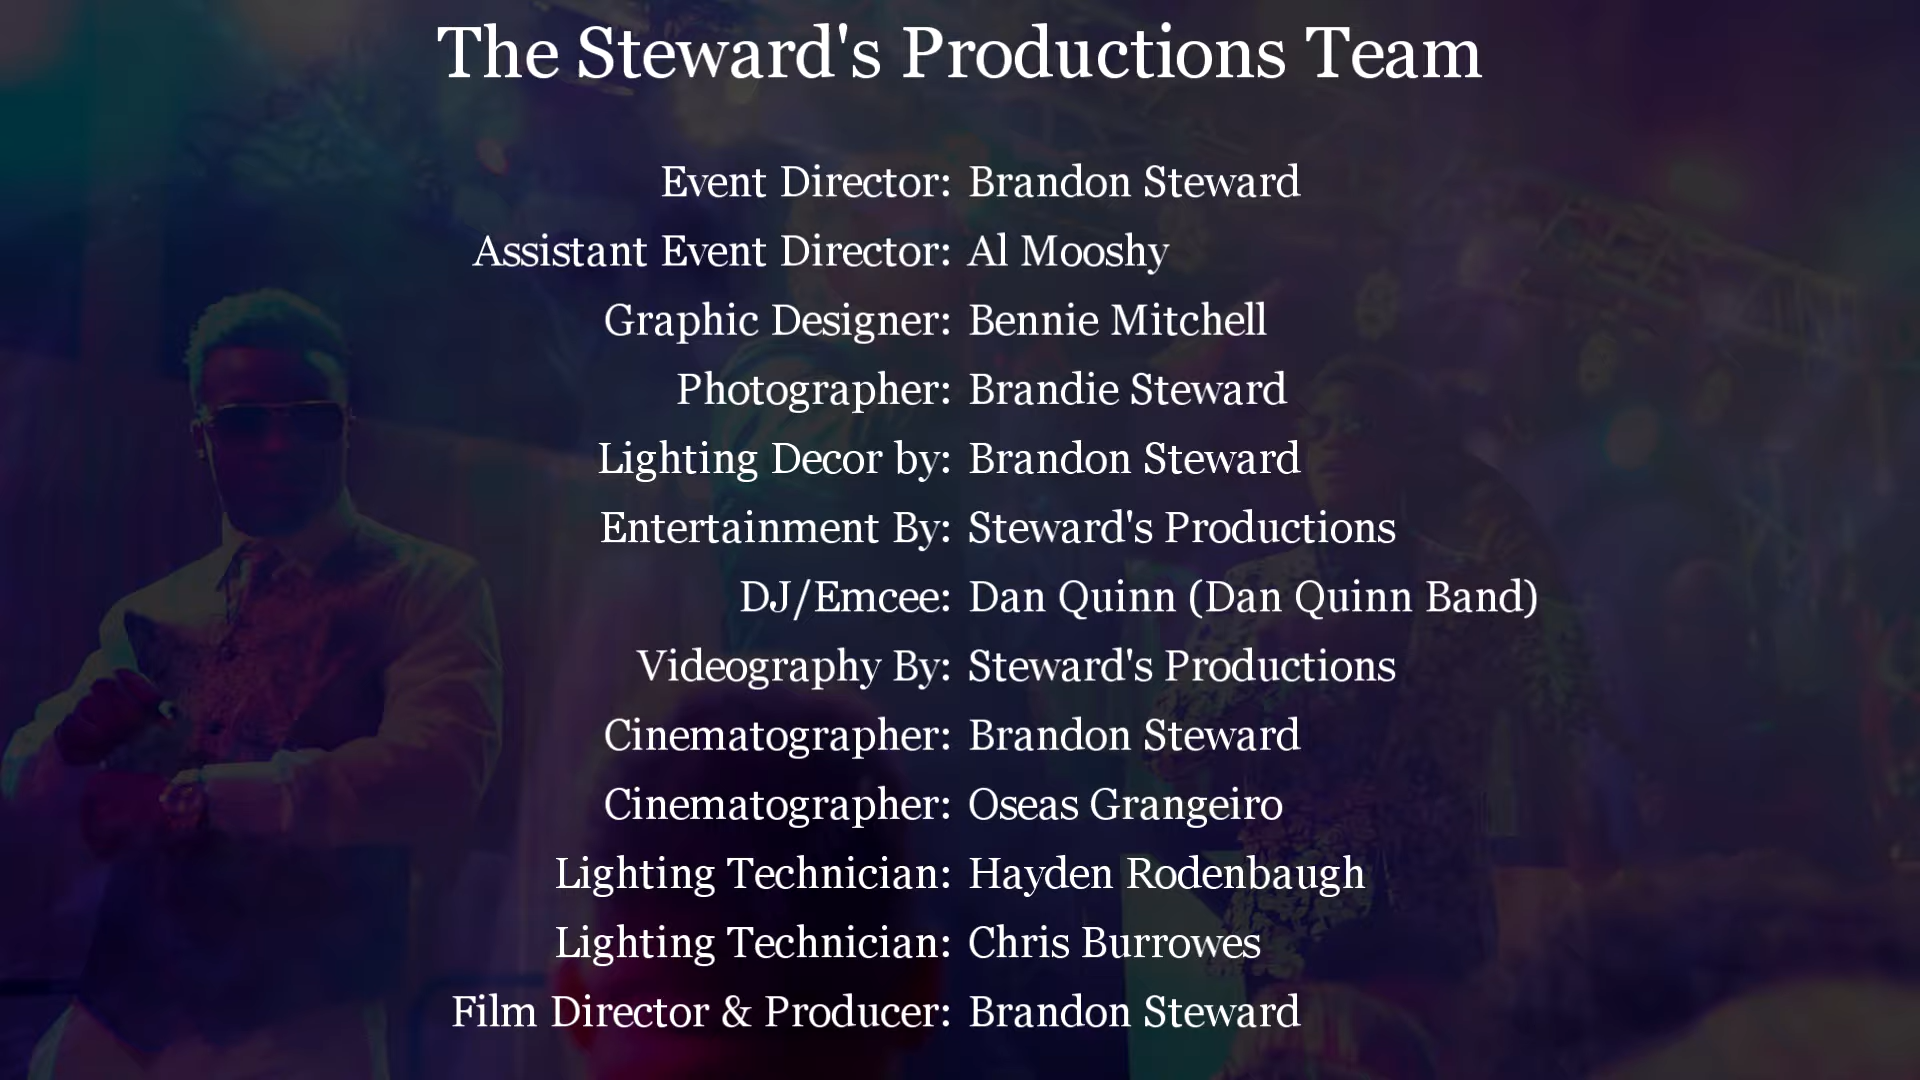 The Steward's Productions Team
Event Director: Brandon Steward
Assistant Event Director: Al Mooshy
Graphic Designer: Bennie Mitchell
Photographer: Brandie Steward
Lighting Decor by: Brandon Steward
Entertainment By: Steward's Productions
DJ/Emcee: Dan Quinn (Dan Quinn Band)
Videography By: Steward's Productions
Cinematographer: Brandon Steward
Cinematographer: Oseas Grangeiro
Lighting Technician: Hayden Rodenbaugh
Lighting Technician: Chris Burrowes
Film Director & Producer: Brandon Steward